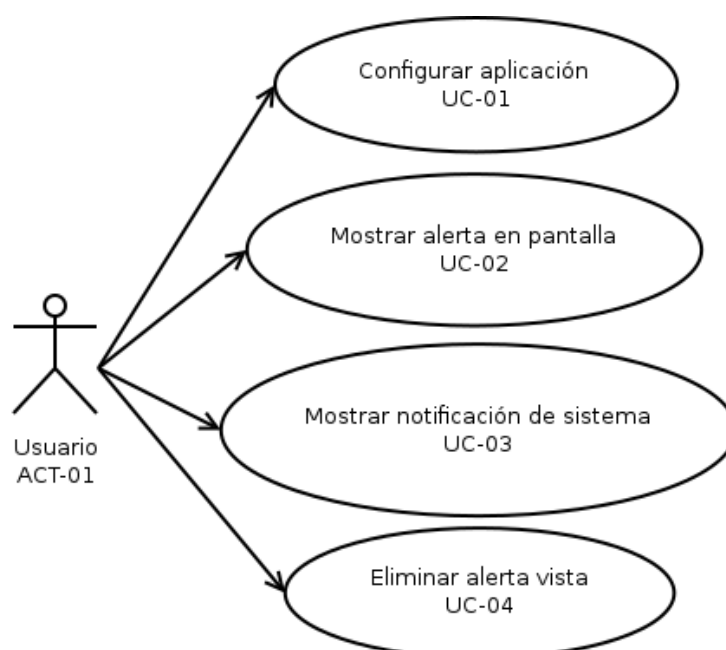 Configurar aplicación
UC-01
Mostrar alerta en pantalla
UC-02
Mostrar notificación de sistema
UC-03
Usuario
ACT-01
Eliminar alerta vista
UC-04